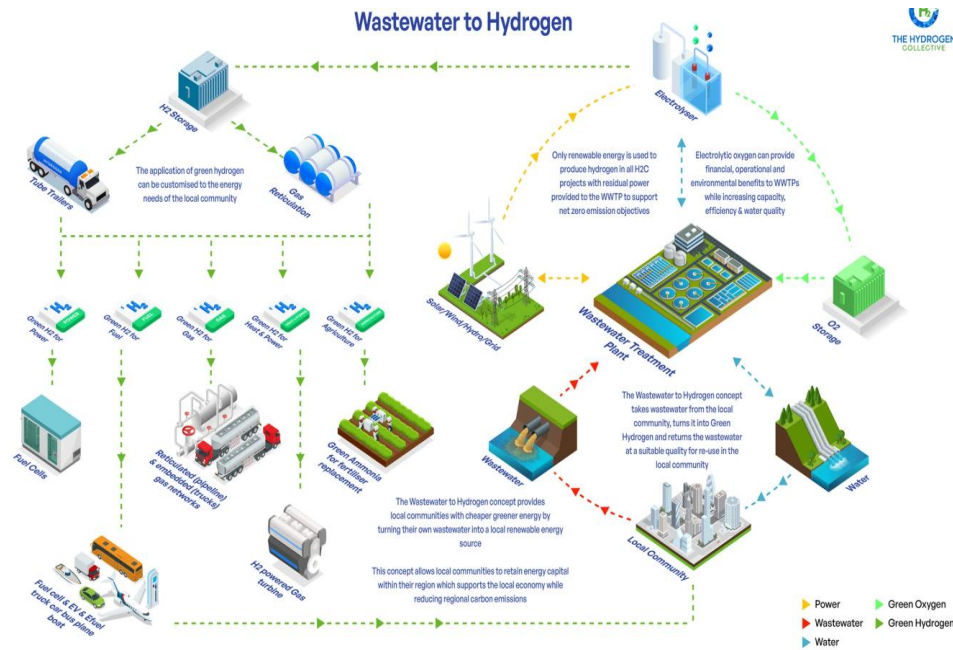 Wastewater to Hydrogen
THE HYDROGEN
COLLECTIVE
Electrolyser
H2 Storage
Tube Trailers
The application of green hydrogen
can be customised to the energy
needs of the local community
Gas
Reticulation
Only renewable energy is used to
produce hydrogen in all H2C
projects with residual power
provided to the WWTP to support
net zero emission objectives
Electrolytic oxygen can provide
financial, operational and
environmental benefits to WWTPs
while increasing capacity,
efficiency & water quality
Solar/Wind/hydro/Grid
Wastewater Treatment
Plant
O2
Storage
H2
H2
H2
H2
H2
Green H2 for
Power
Green H2 for
Fuel
Green H2 for
Gas
Green H2 for
Heat & Power
Green H2 for
Agriculture
Fuel Cells
Reticulated (pipeline)
& embedded (trucks)
gas networks
Green Ammonia
for fertiliser
replacement
Wastewater
The Wastewater to Hydrogen concept
takes wastewater from the local
community, turns it into Green
Hydrogen and returns the wastewater
at a suitable quality for re-use in the
local community
Water
The Wastewater to Hydrogen concept provides
local communities with cheaper greener energy by
turning their own wastewater into a local renewable energy
source
Local Community
This concept allows local communities to retain energy capital
within their region which supports the local economy while
reducing regional carbon emissions
H2 powered Gas
turbine
Fuel cell & EV & Efuel
truck car bus plane
boat
Power
Green Oxygen
Wastewater
Green Hydrogen
Water